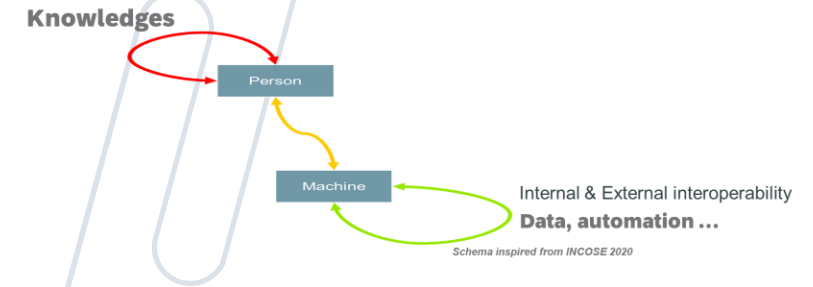 Knowledges
Person
Machine
Internal & External interoperability
Data, automation ...
Schema inspired from INCOSE 2020